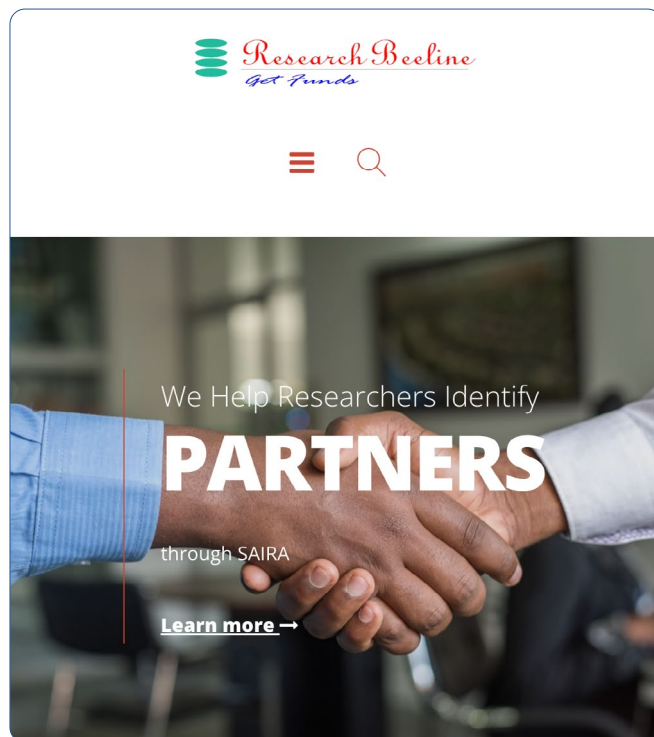 Research Beeline
Get Funds
We Help Researchers Identify
PARTNERS
through SAIRA
Learn more →